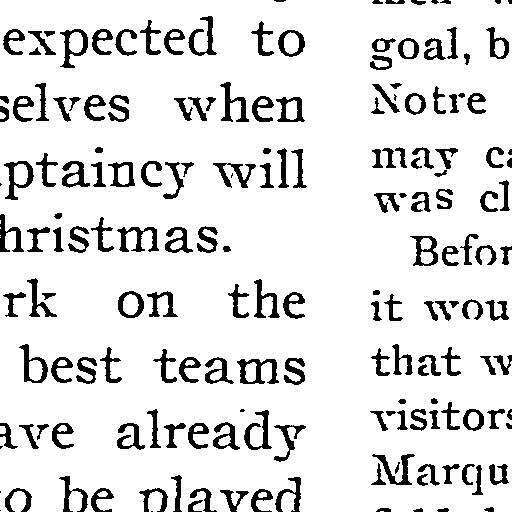 expected to
selves when
ptaincy will
hristmas.
rk on the
best teams
ave already
to be played
goal, b
Notre
may ca
was cl
Befor
it wou
that w
visitors
Marqu